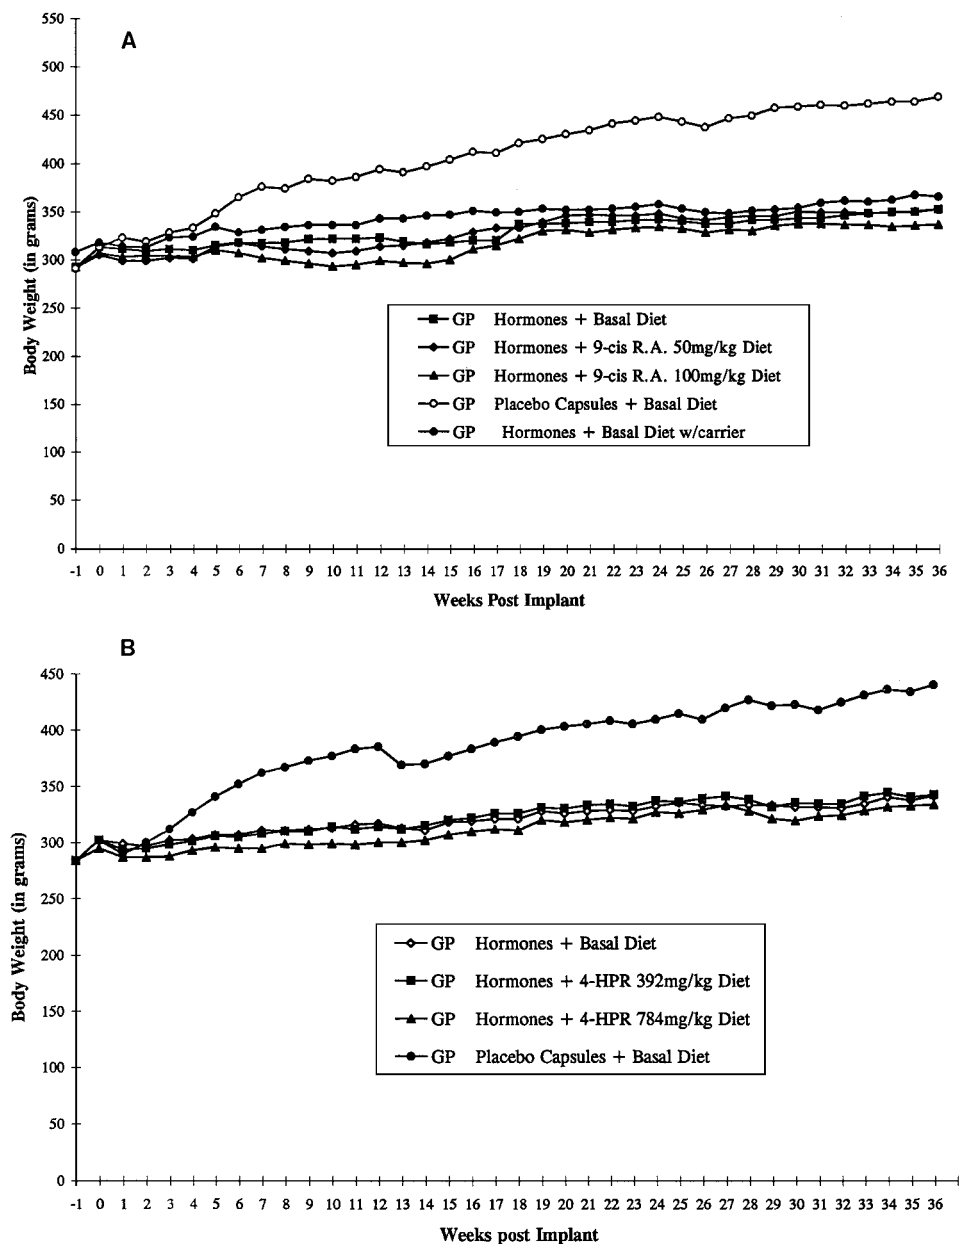 A
550
500
450
400
350
300
250
200
150
100
50
0
Body Weight (in grams)
GP Hormones + Basal Diet
GP Hormones + 9-cis R.A. 50mg/kg Diet
GP Hormones + 9-cis R.A. 100mg/kg Diet
GP Placebo Capsules + Basal Diet
GP Hormones + Basal Diet w/carrier
-1 0 1 2 3 4 5 6 7 8 9 10 11 12 13 14 15 16 17 18 19 20 21 22 23 24 25 26 27 28 29 30 31 32 33 34 35 36
Weeks Post Implant
B
450
400
350
300
250
200
150
100
50
0
Body Weight (in grams)
GP Hormones + Basal Diet
GP Hormones + 4-HPR 392mg/kg Diet
GP Hormones + 4-HPR 784mg/kg Diet
GP Placebo Capsules + Basal Diet
-1 0 1 2 3 4 5 6 7 8 9 10 11 12 13 14 15 16 17 18 19 20 21 22 23 24 25 26 27 28 29 30 31 32 33 34 35 36
Weeks post Implant